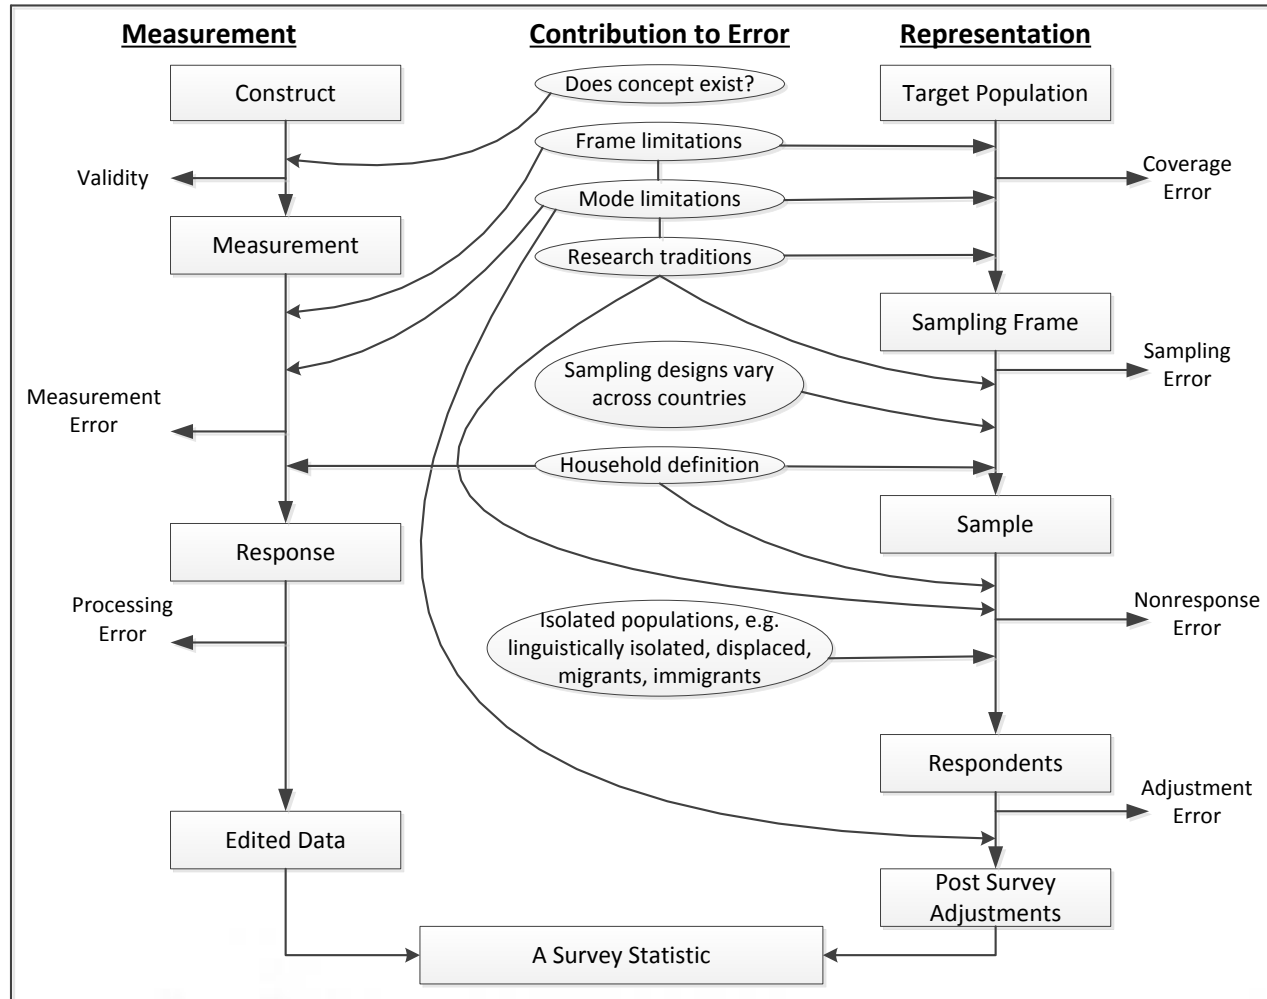 Measurement
Contribution to Error
Representation
Construct
Does concept exist?
Target Population
Frame limitations
Validity
Coverage
Error
Mode limitations
Measurement
Research traditions
Sampling Frame
Sampling designs vary
across countries
Sampling
Error
Measurement
Error
Household definition
Sample
Response
Processing
Error
Isolated populations, e.g.
linguistically isolated, displaced,
migrants, immigrants
Nonresponse
Error
Respondents
Adjustment
Error
Edited Data
Post Survey
Adjustments
A Survey Statistic